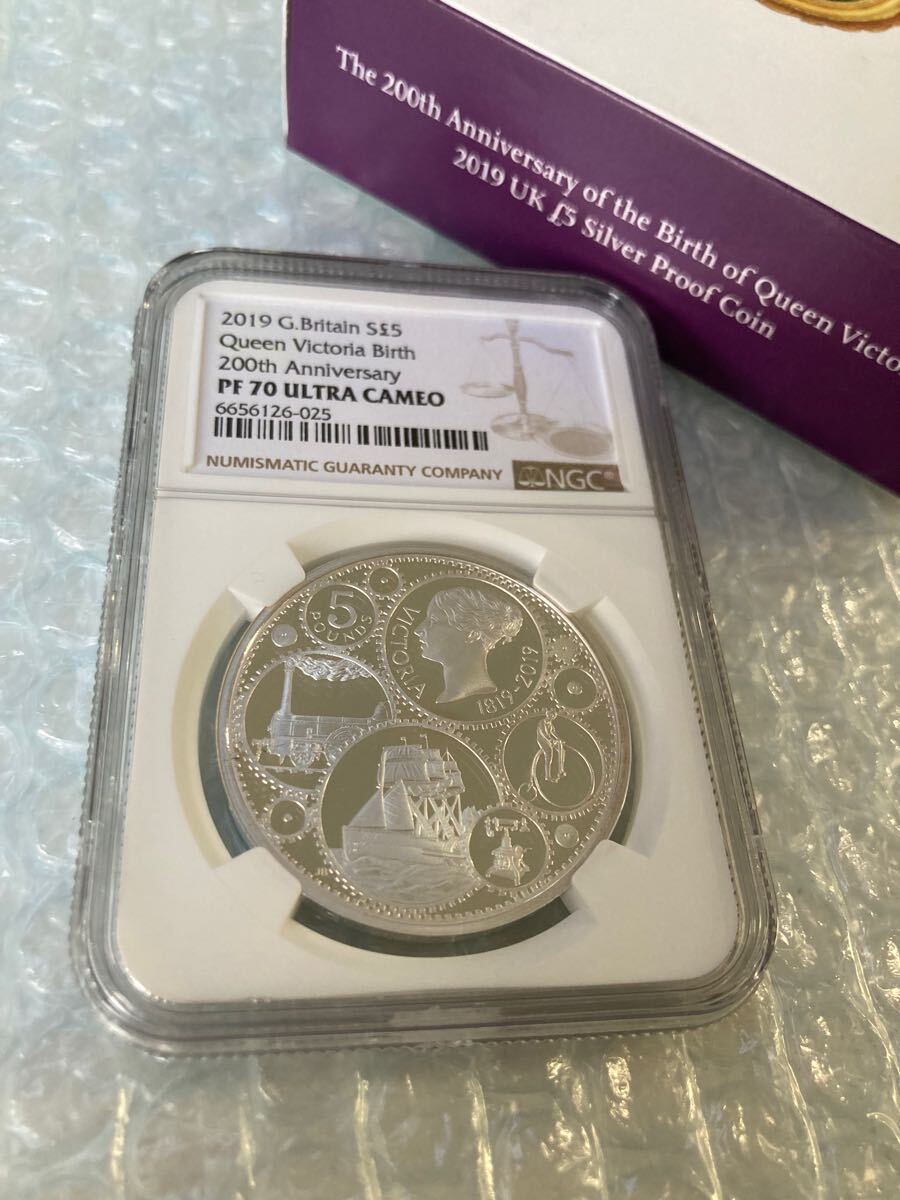 The 200th Anniversary of the Birth of Queen Victo
2019 UK £5 Silver Proof Coin
2019 G.Britain S£5
Queen Victoria Birth
200th Anniversary
PF 70 ULTRA CAMEO
6656126-025
NUMISMATIC GUARANTY COMPANY
NGC®
5
POUNDS
VICTORIA
1819-2019